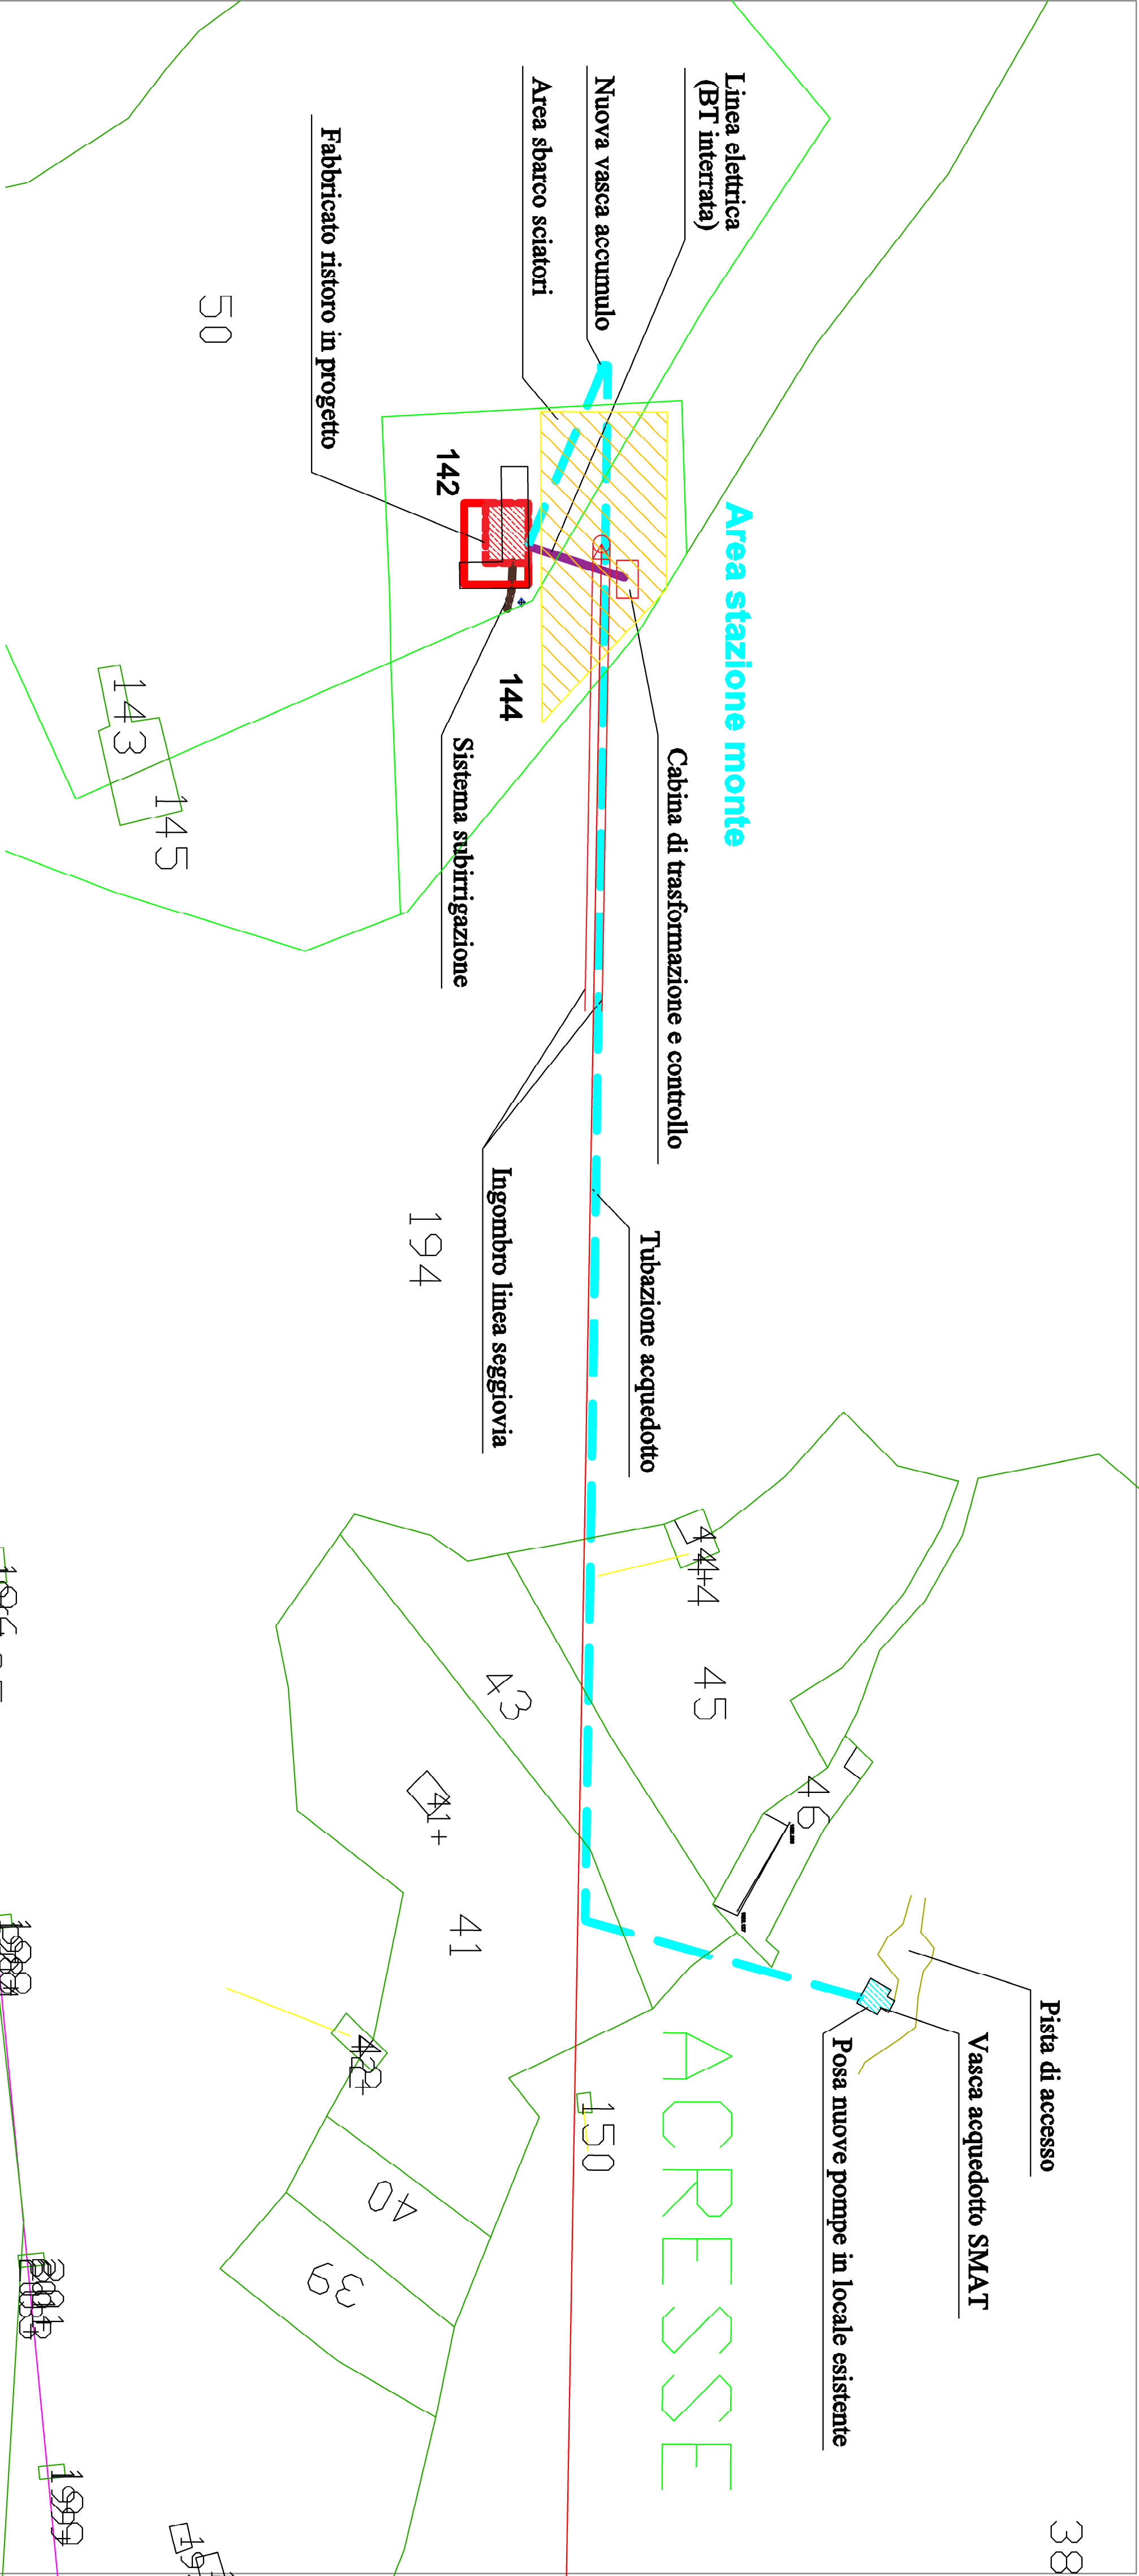 Linea elettrica
(BT interrata)
Nuova vasca accumulo
Area sbarco sciatori
Fabbricato ristoro in progetto
50
Area stazione monte
142
144
143
145
Cabina di trasformazione e controllo
Sistema subirrigazione
Tubazione acquedotto
Ingombro linea seggiovia
194
45
43
46
41+
41
Pista di accesso
Vasca acquedotto SMAT
Posa nuove pompe in locale esistente
ACRESSE
150
40
39
38